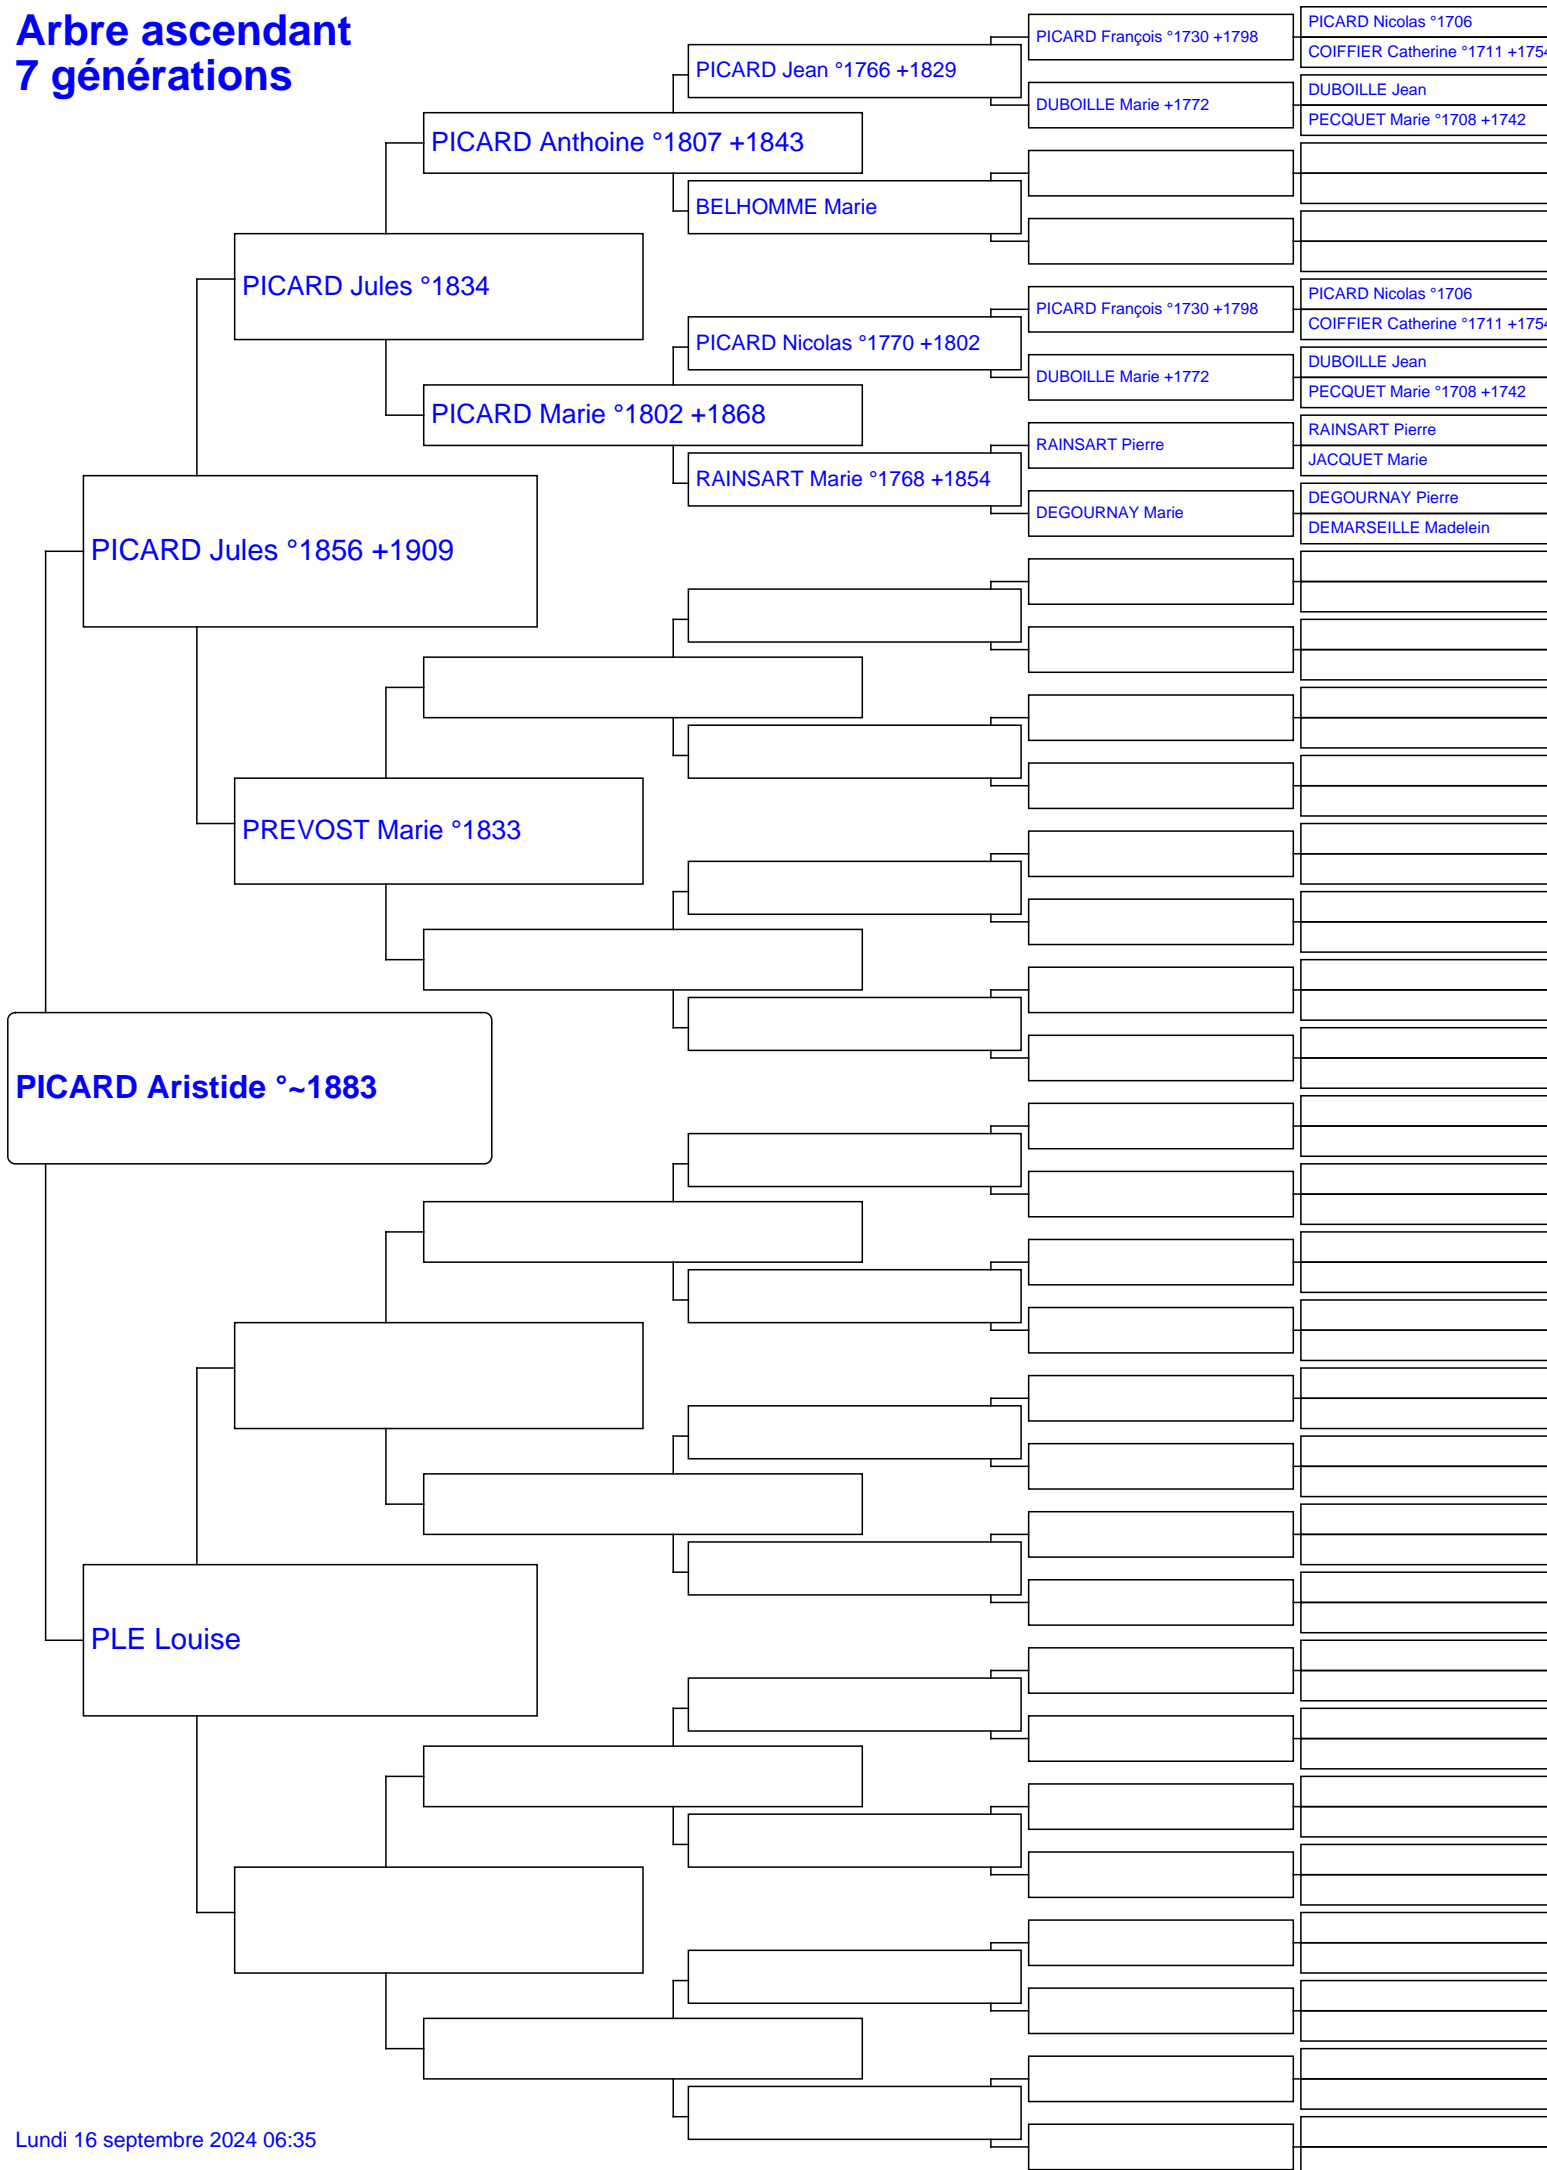 Arbre ascendant
7 générations
PICARD Aristide °~1883
PICARD Jules °1856 +1909
PLE Louise
PICARD Jules °1834
PREVOST Marie °1833
PICARD Anthoine °1807 +1843
PICARD Marie °1802 +1868
PICARD Jean °1766 +1829
BELHOMME Marie
PICARD Nicolas °1770 +1802
RAINSART Marie °1768 +1854
PICARD François °1730 +1798
DUBOILLE Marie +1772
PICARD François °1730 +1798
DUBOILLE Marie +1772
RAINSART Pierre
DEGOURNAY Marie
PICARD Nicolas °1706
COIFFIER Catherine °1711 +1754
DUBOILLE Jean
PECQUET Marie °1708 +1742
PICARD Nicolas °1706
COIFFIER Catherine °1711 +1754
DUBOILLE Jean
PECQUET Marie °1708 +1742
RAINSART Pierre
JACQUET Marie
DEGOURNAY Pierre
DEMARSEILLE Madelein
Lundi 16 septembre 2024 06:35